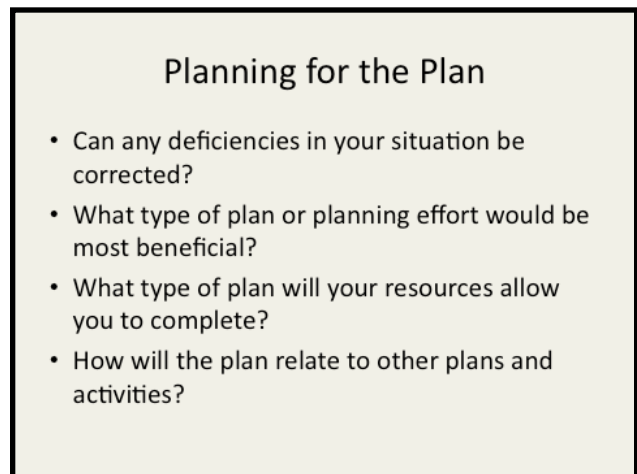 Planning for the Plan
• Can any deficiencies in your situation be
corrected?
• What type of plan or planning effort would be
most beneficial?
• What type of plan will your resources allow
you to complete?
• How will the plan relate to other plans and
activities?